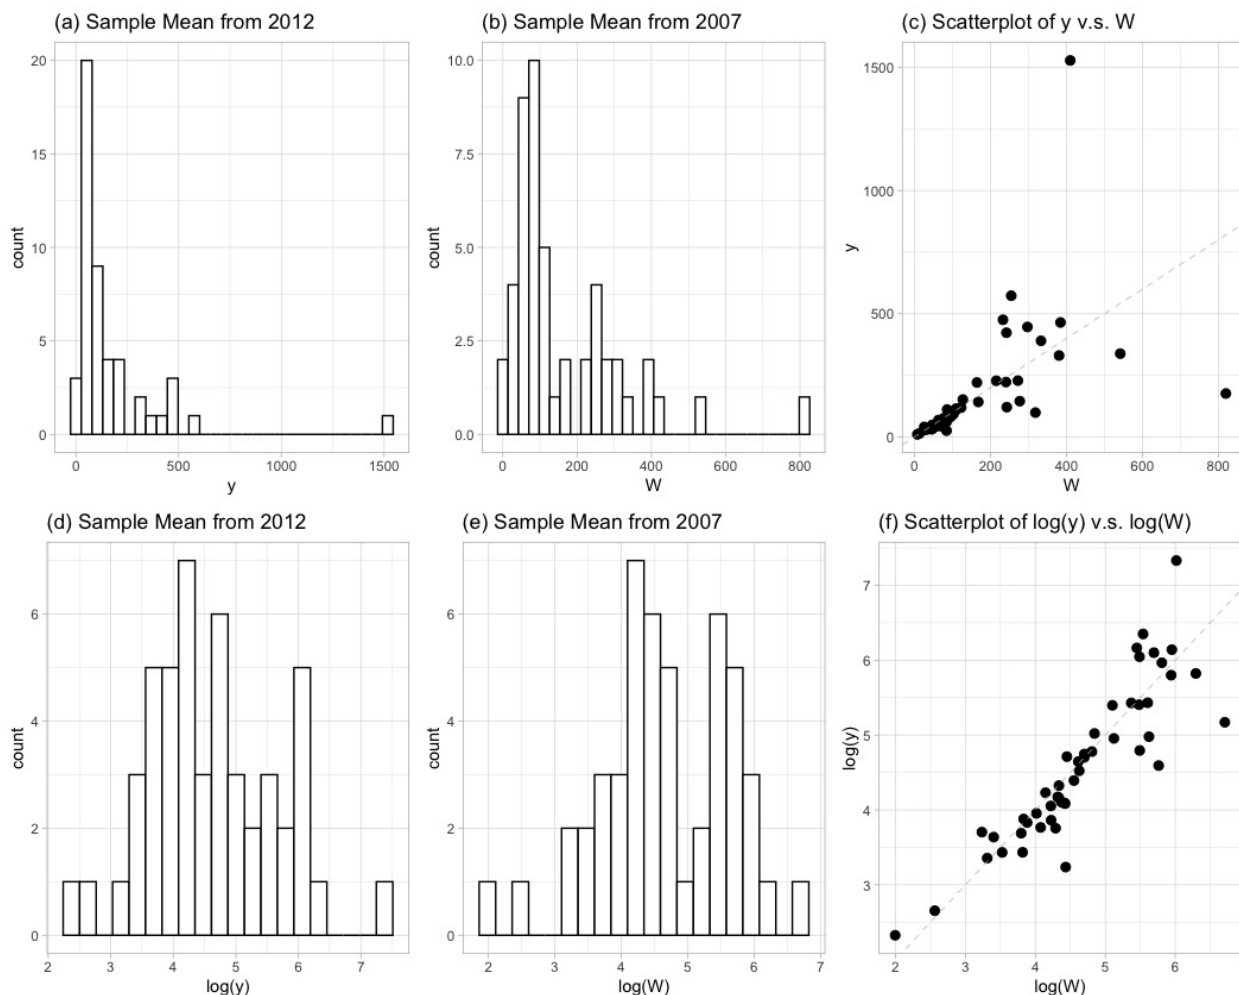 (a) Sample Mean from 2012
20
15
10
5
0
count
0 500 1000 1500
y
(b) Sample Mean from 2007
10.0
7.5
5.0
2.5
0.0
count
0 200 400 600 800
W
(c) Scatterplot of y v.s. W
1500
1000
500
0
y
0 200 400 600 800
W
(d) Sample Mean from 2012
6
4
2
0
count
2 3 4 5 6 7
log(y)
(e) Sample Mean from 2007
6
4
2
0
count
2 3 4 5 6 7
log(W)
(f) Scatterplot of log(y) v.s. log(W)
7
6
5
4
3
log(y)
2 3 4 5 6
log(W)